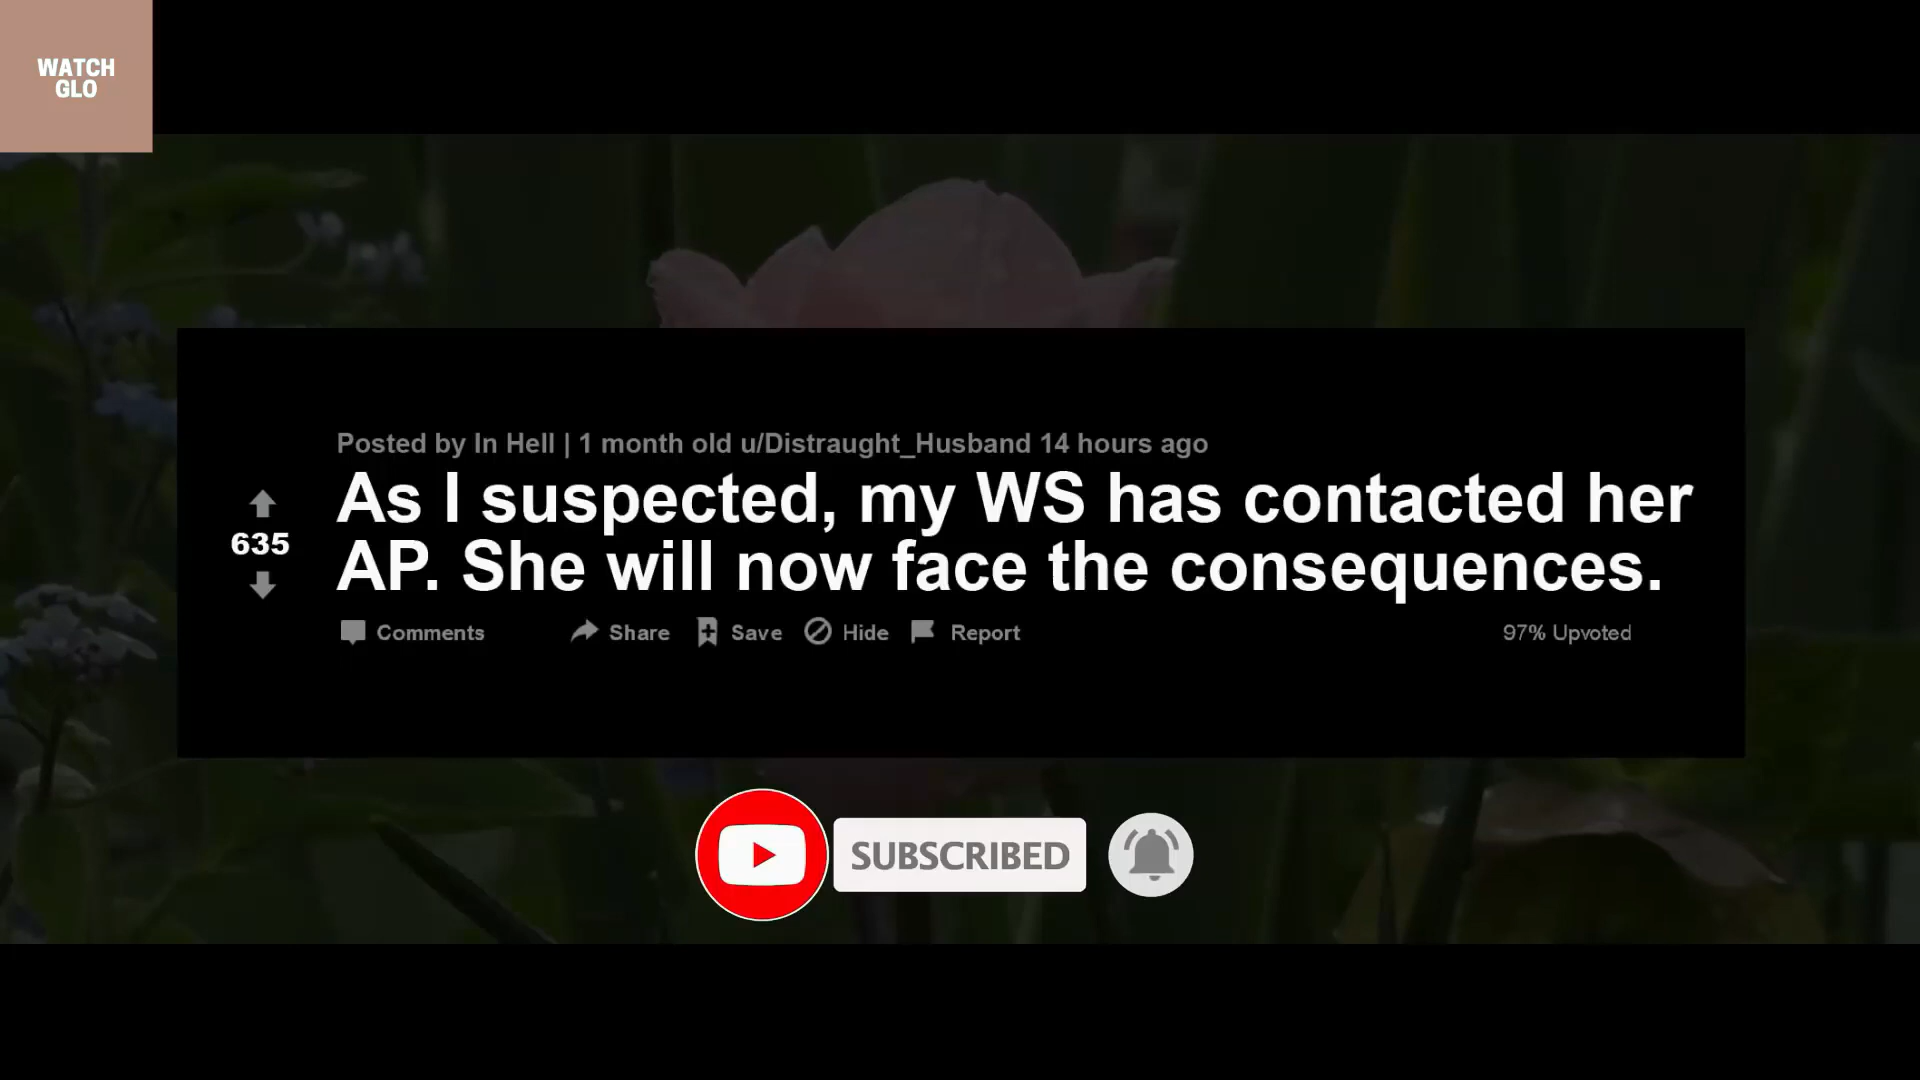 WATCH
GLO
Posted by In Hell | 1 month old u/Distraught_Husband 14 hours ago
As I suspected, my WS has contacted her
AP. She will now face the consequences.
635
Comments Share Save Hide Report 97% Upvoted
SUBSCRIBED